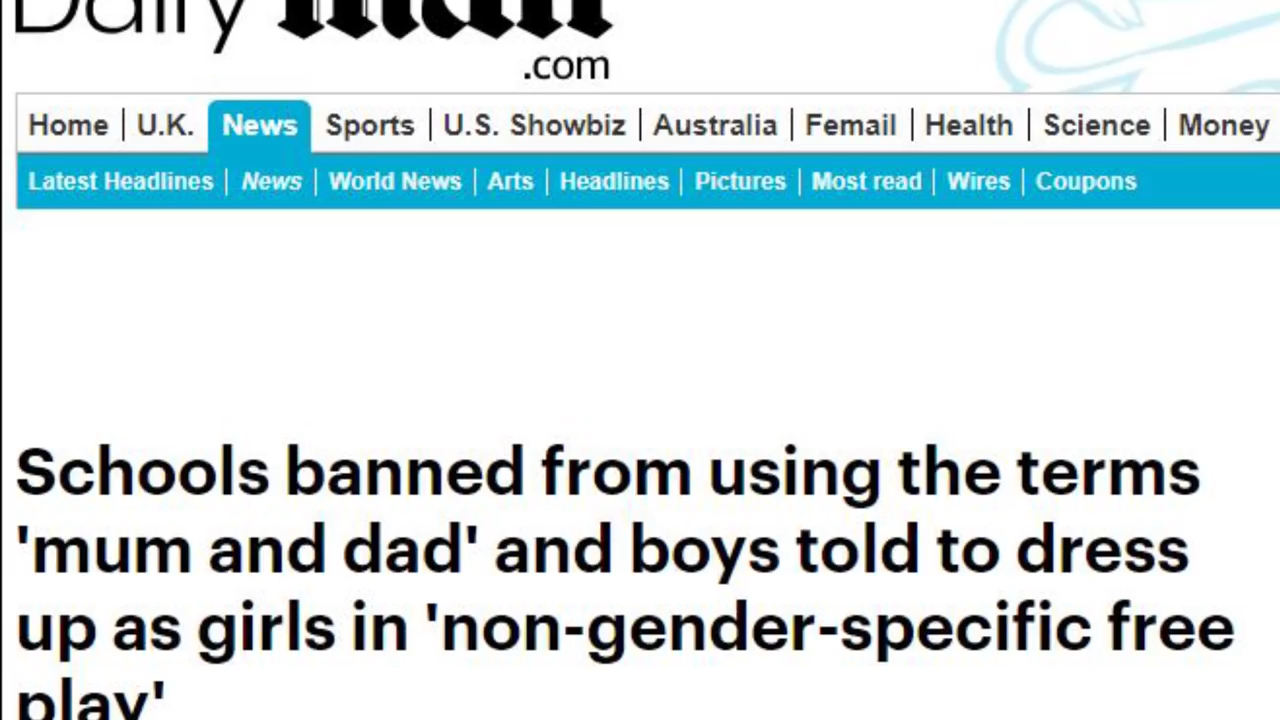 Daily Mail
.com
Home U.K. News Sports U.S. Showbiz Australia Femail Health Science Money
Latest Headlines News World News Arts Headlines Pictures Most read Wires Coupons
Schools banned from using the terms
'mum and dad' and boys told to dress
up as girls in 'non-gender-specific free
play'